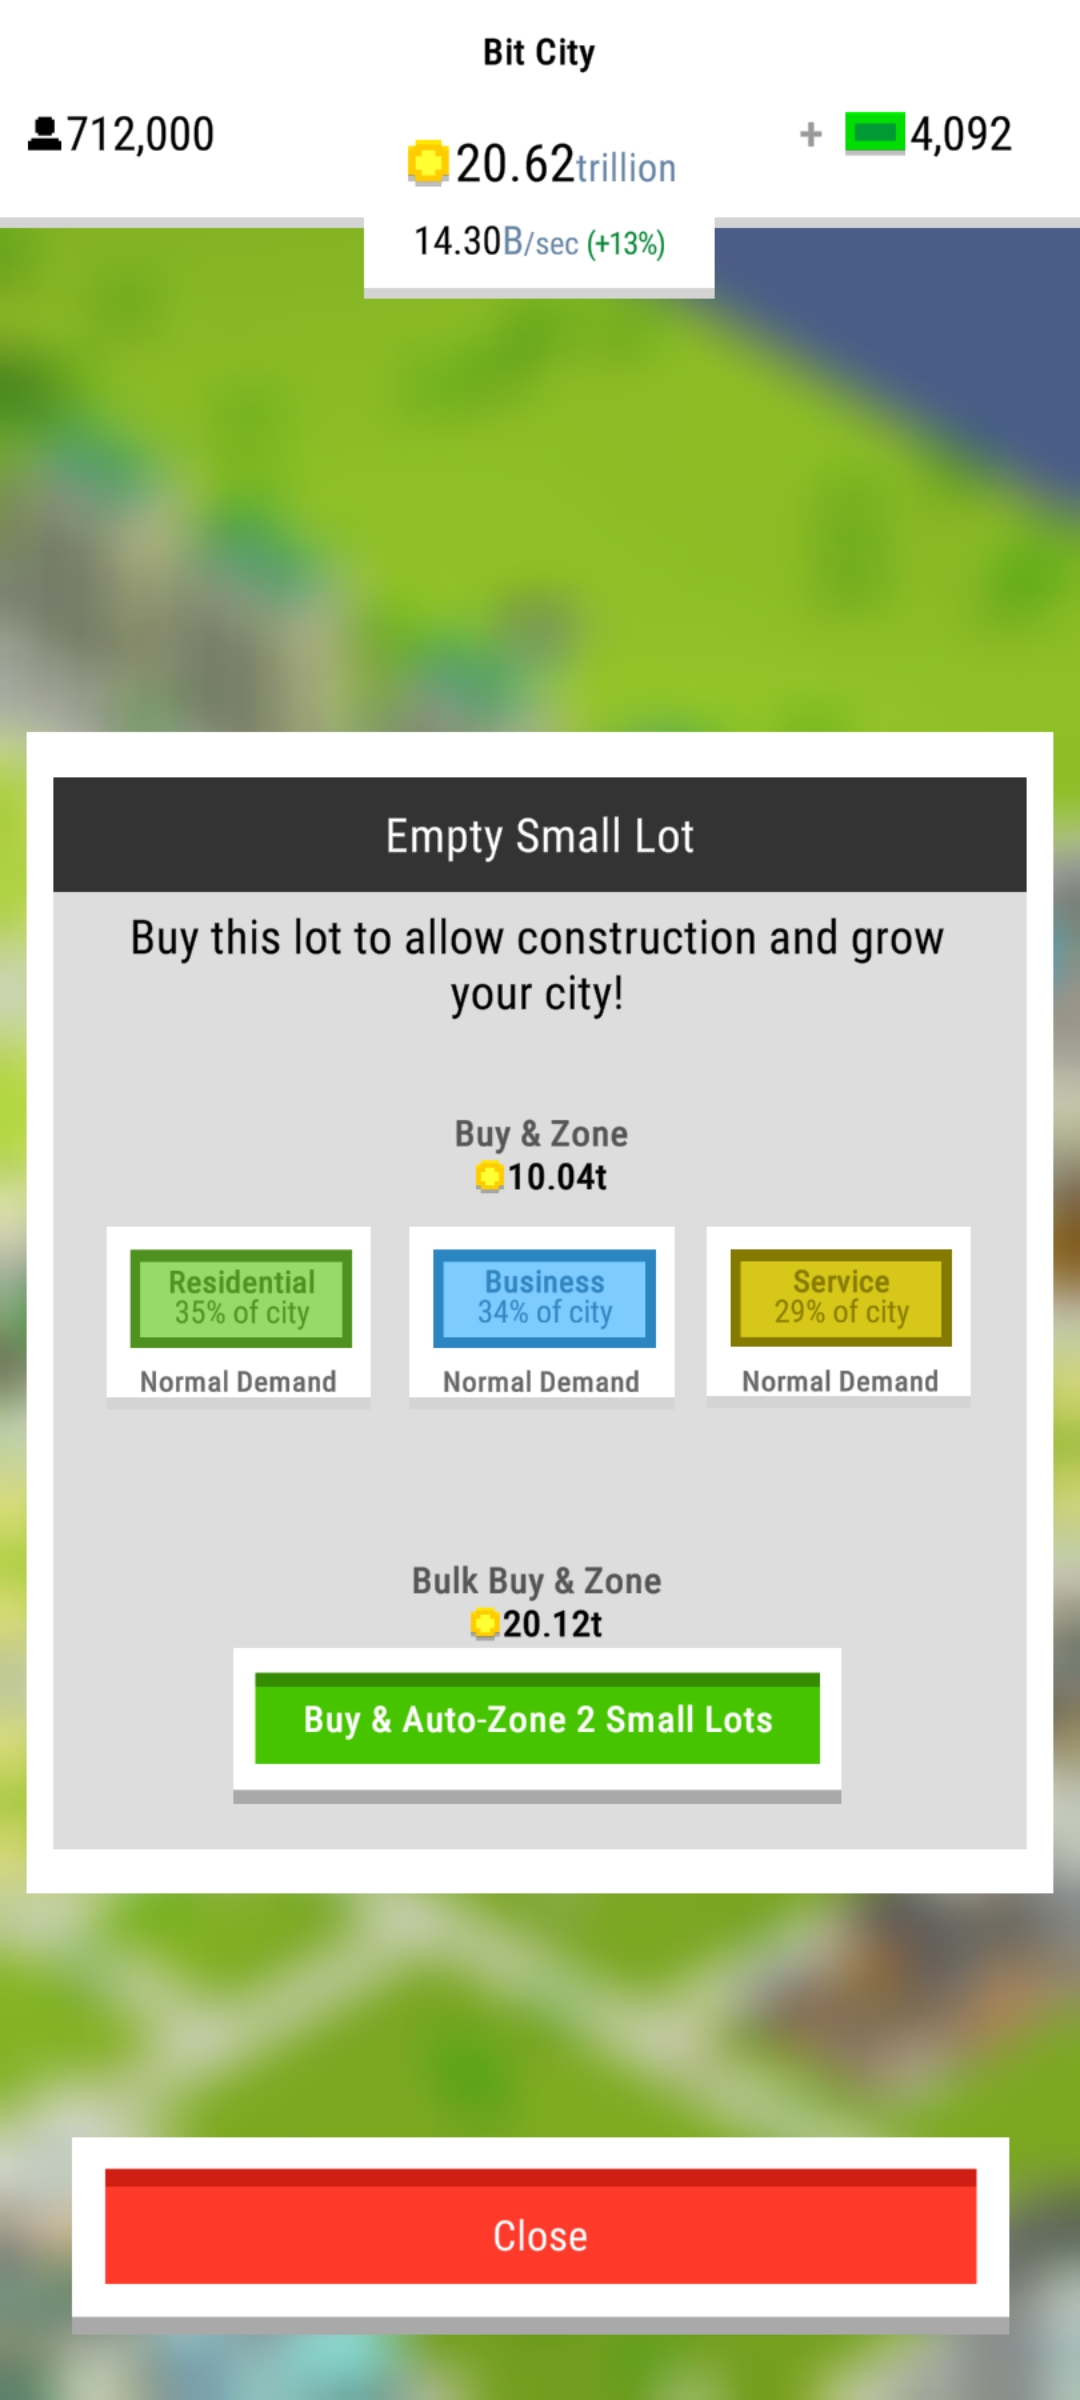 Bit City
712,000
20.62trillion
+ 4,092
14.30B/sec (+13%)
Empty Small Lot
Buy this lot to allow construction and grow
your city!
Buy & Zone
10.04t
Residential
35% of city
Normal Demand
Business
34% of city
Normal Demand
Service
29% of city
Normal Demand
Bulk Buy & Zone
20.12t
Buy & Auto-Zone 2 Small Lots
Close